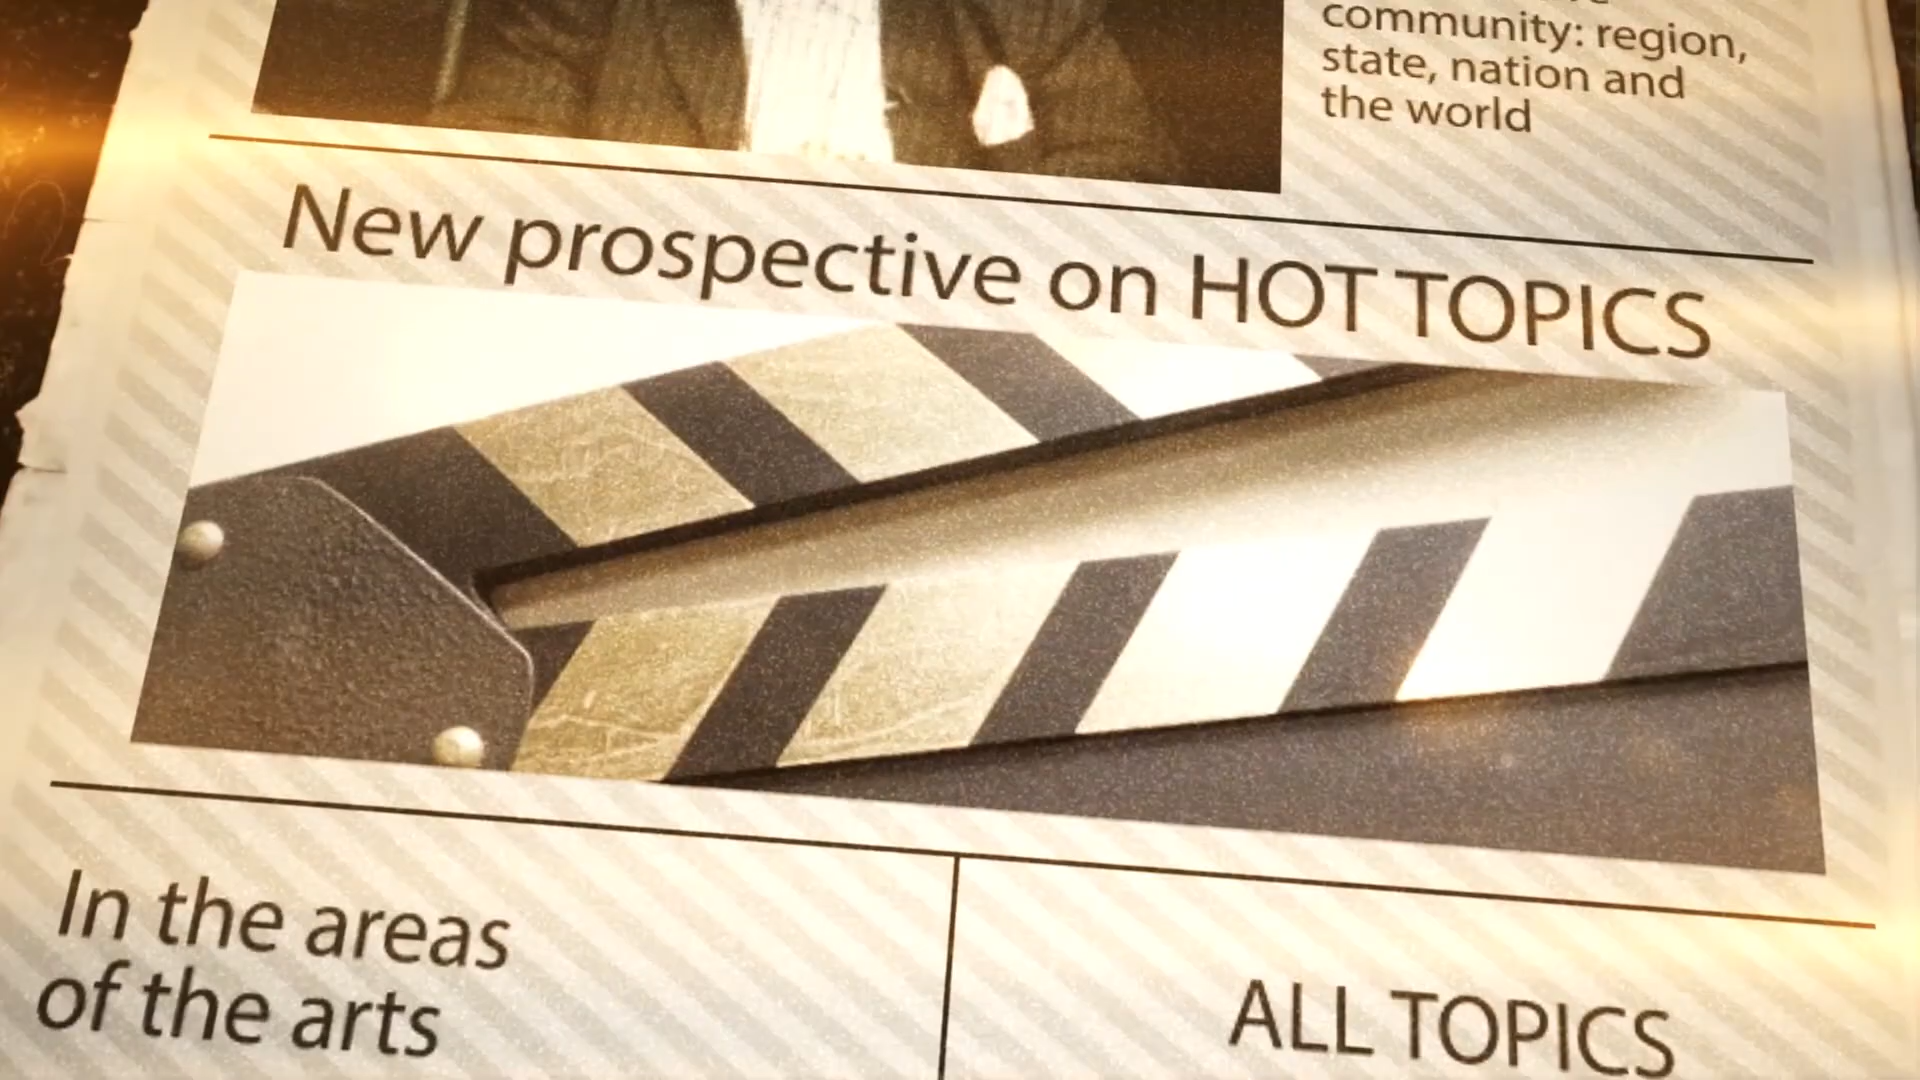 community: region,
state, nation and
the world
New prospective on HOT TOPICS
In the areas
of the arts
ALL TOPICS